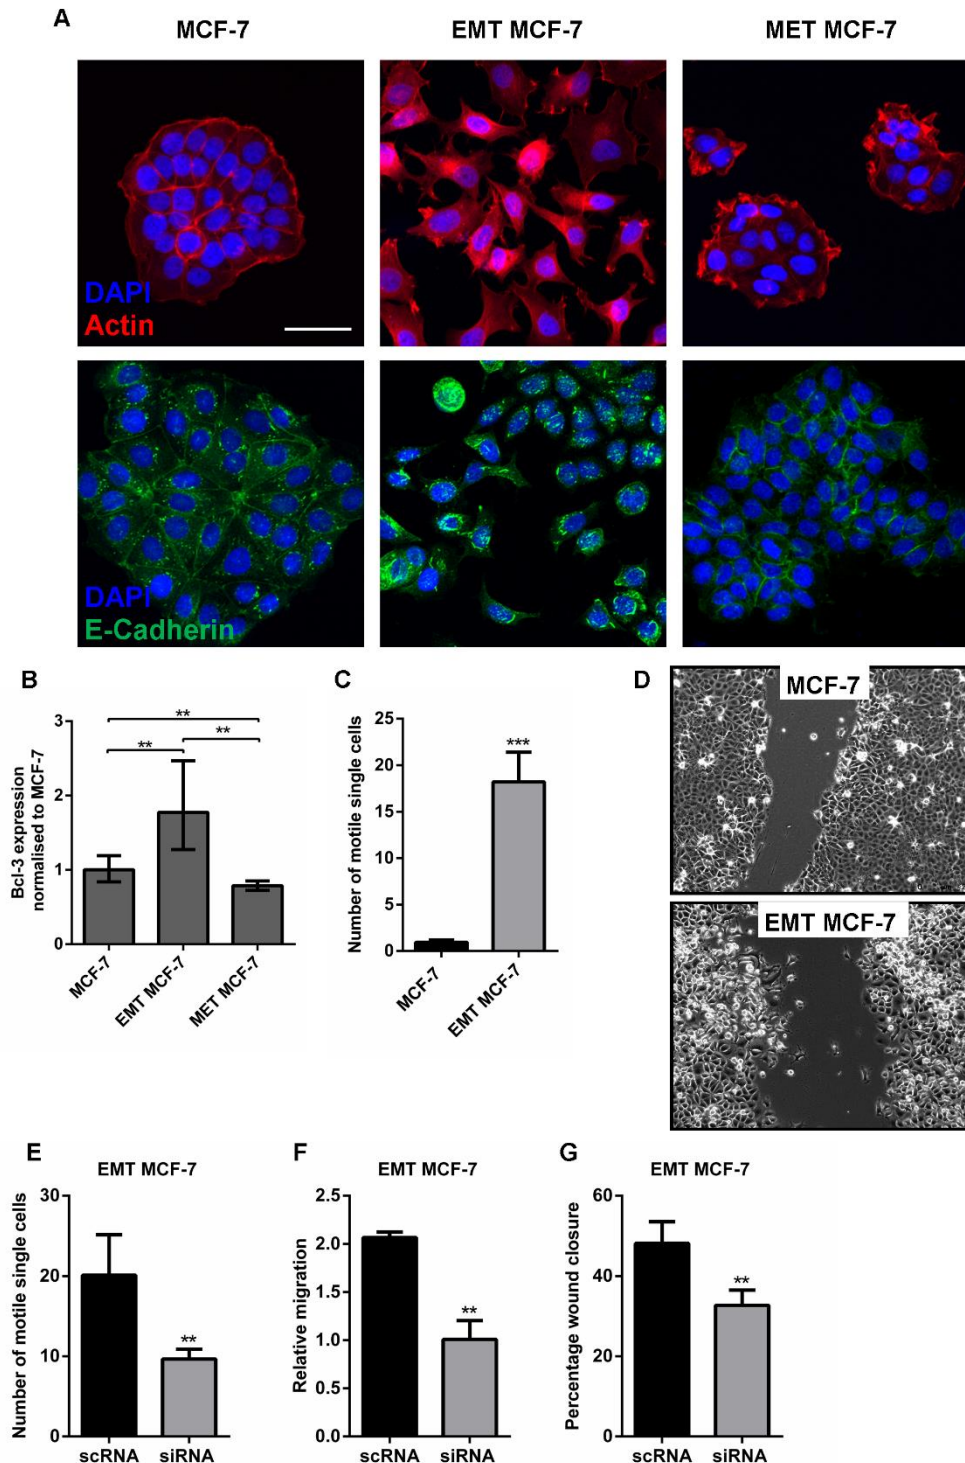 A
MCF-7 EMT MCF-7 MET MCF-7
DAPI
Actin
DAPI
E-Cadherin
B
Bcl-3 expression
normalised to MCF-7
3
2
1
0
** ** **
MCF-7
EMT MCF-7
MET MCF-7
C
Number of motile single cells
25
20
15
10
5
0
***
MCF-7
EMT MCF-7
D
MCF-7
EMT MCF-7
E
EMT MCF-7
Number of motile single cells
30
20
10
0
**
scRNA siRNA
F
EMT MCF-7
Relative migration
2.5
2.0
1.5
1.0
0.5
0.0
**
scRNA siRNA
G
EMT MCF-7
Percentage wound closure
60
40
20
0
**
scRNA siRNA